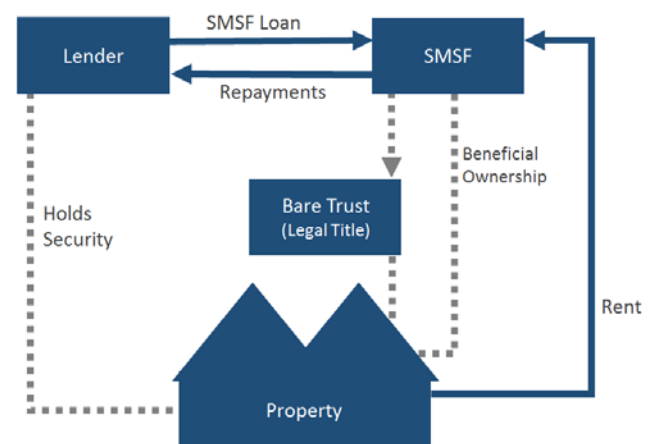 SMSF Loan
Lender
SMSF
Repayments
Beneficial
Ownership
Bare Trust
(Legal Title)
Holds
Security
Rent
Property